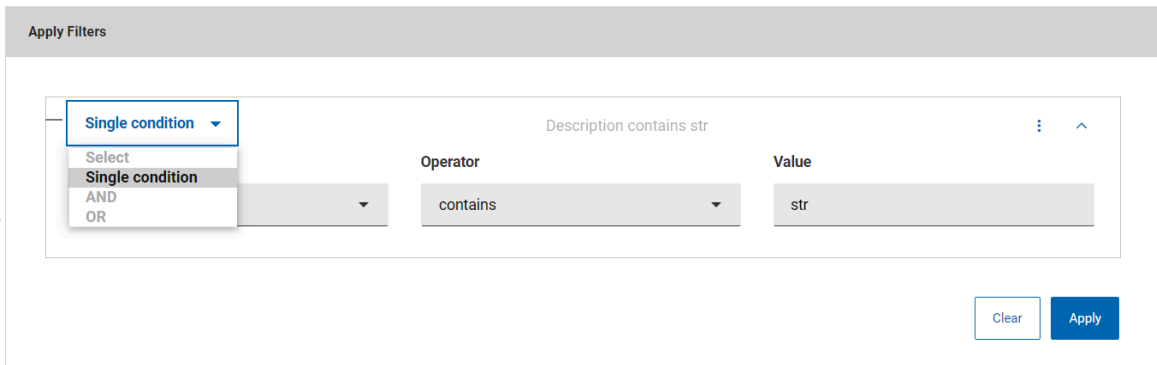 Apply Filters
Single condition
Description contains str
Select
Single condition
AND
OR
Operator
contains
Value
str
Clear
Apply